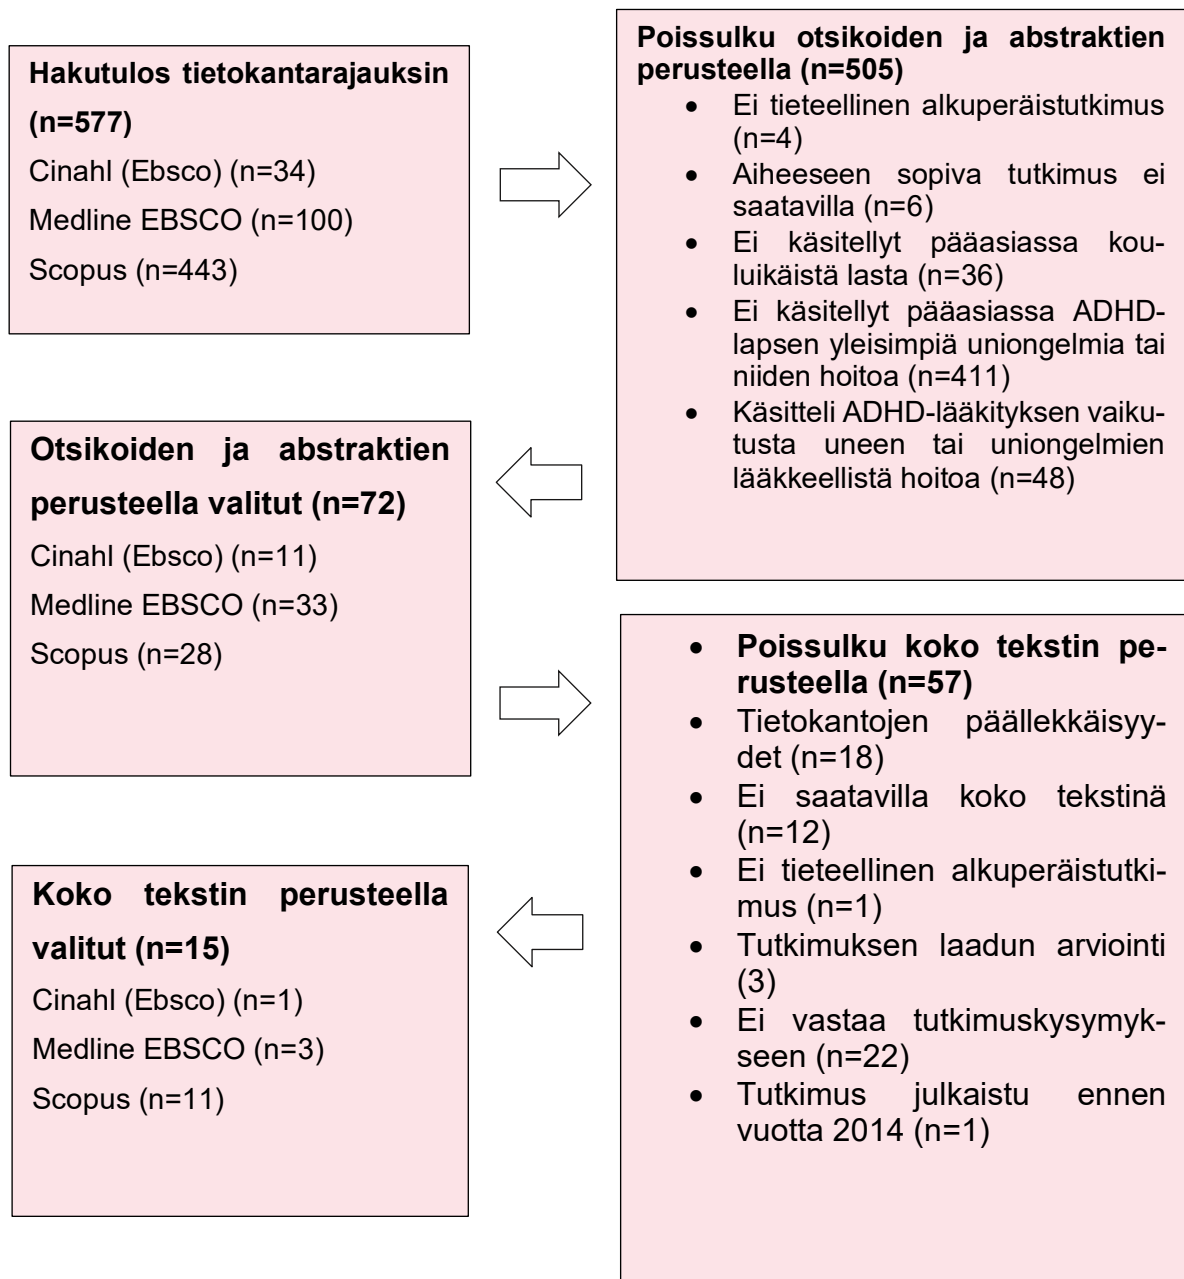 Hakutulos tietokantarajauksin
(n=577)
Cinahl (Ebsco) (n=34)
Medline EBSCO (n=100)
Scopus (n=443)
Poissulku otsikoiden ja abstraktien
perusteella (n=505)
• Ei tieteellinen alkuperäistutkimus
(n=4)
• Aiheeseen sopiva tutkimus ei
saatavilla (n=6)
• Ei käsitellyt pääasiassa kou-
luikäistä lasta (n=36)
• Ei käsitellyt pääasiassa ADHD-
lapsen yleisimpiä uniongelmia tai
niiden hoitoa (n=411)
• Käsitteli ADHD-lääkityksen vaiku-
tusta uneen tai uniongelmien
lääkkeellistä hoitoa (n=48)
Otsikoiden ja abstraktien
perusteella valitut (n=72)
Cinahl (Ebsco) (n=11)
Medline EBSCO (n=33)
Scopus (n=28)
• Poissulku koko tekstin pe-
rusteella (n=57)
• Tietokantojen päällekkäisyy-
det (n=18)
• Ei saatavilla koko tekstinä
(n=12)
• Ei tieteellinen alkuperäistutki-
mus (n=1)
• Tutkimuksen laadun arviointi
(3)
• Ei vastaa tutkimuskysymyk-
seen (n=22)
• Tutkimus julkaistu ennen
vuotta 2014 (n=1)
Koko tekstin perusteella
valitut (n=15)
Cinahl (Ebsco) (n=1)
Medline EBSCO (n=3)
Scopus (n=11)